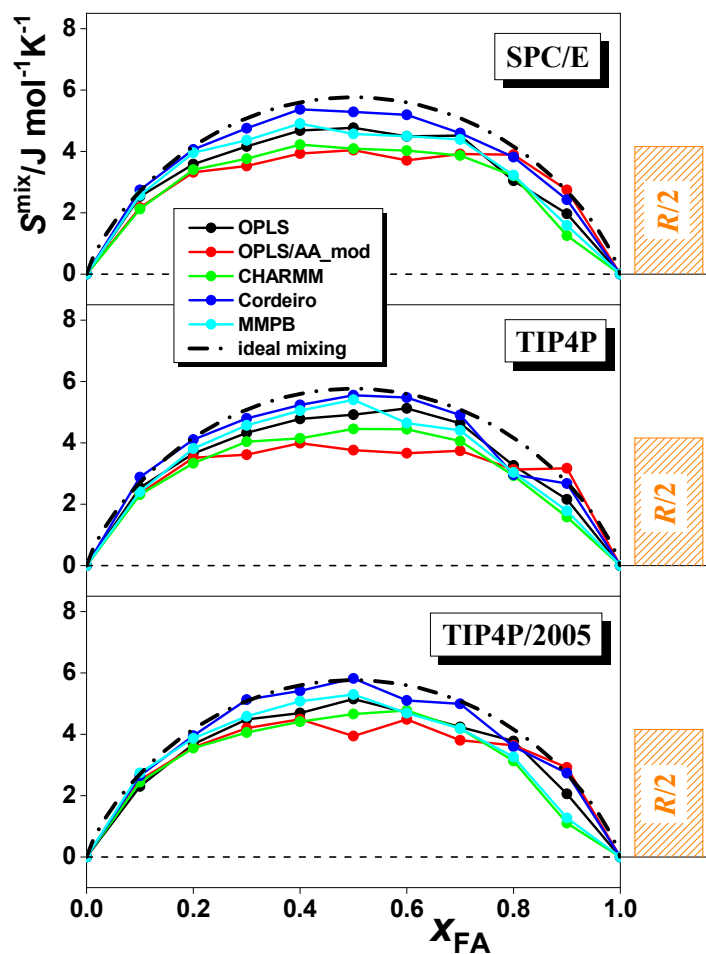 S^mix/J mol⁻¹K⁻¹
8
6
4
2
0
SPC/E
R/2
OPLS
OPLS/AA_mod
CHARMM
Cordeiro
MMPB
ideal mixing
8
6
4
2
0
TIP4P
R/2
8
6
4
2
0
TIP4P/2005
R/2
0.0 0.2 0.4 0.6 0.8 1.0
x_FA